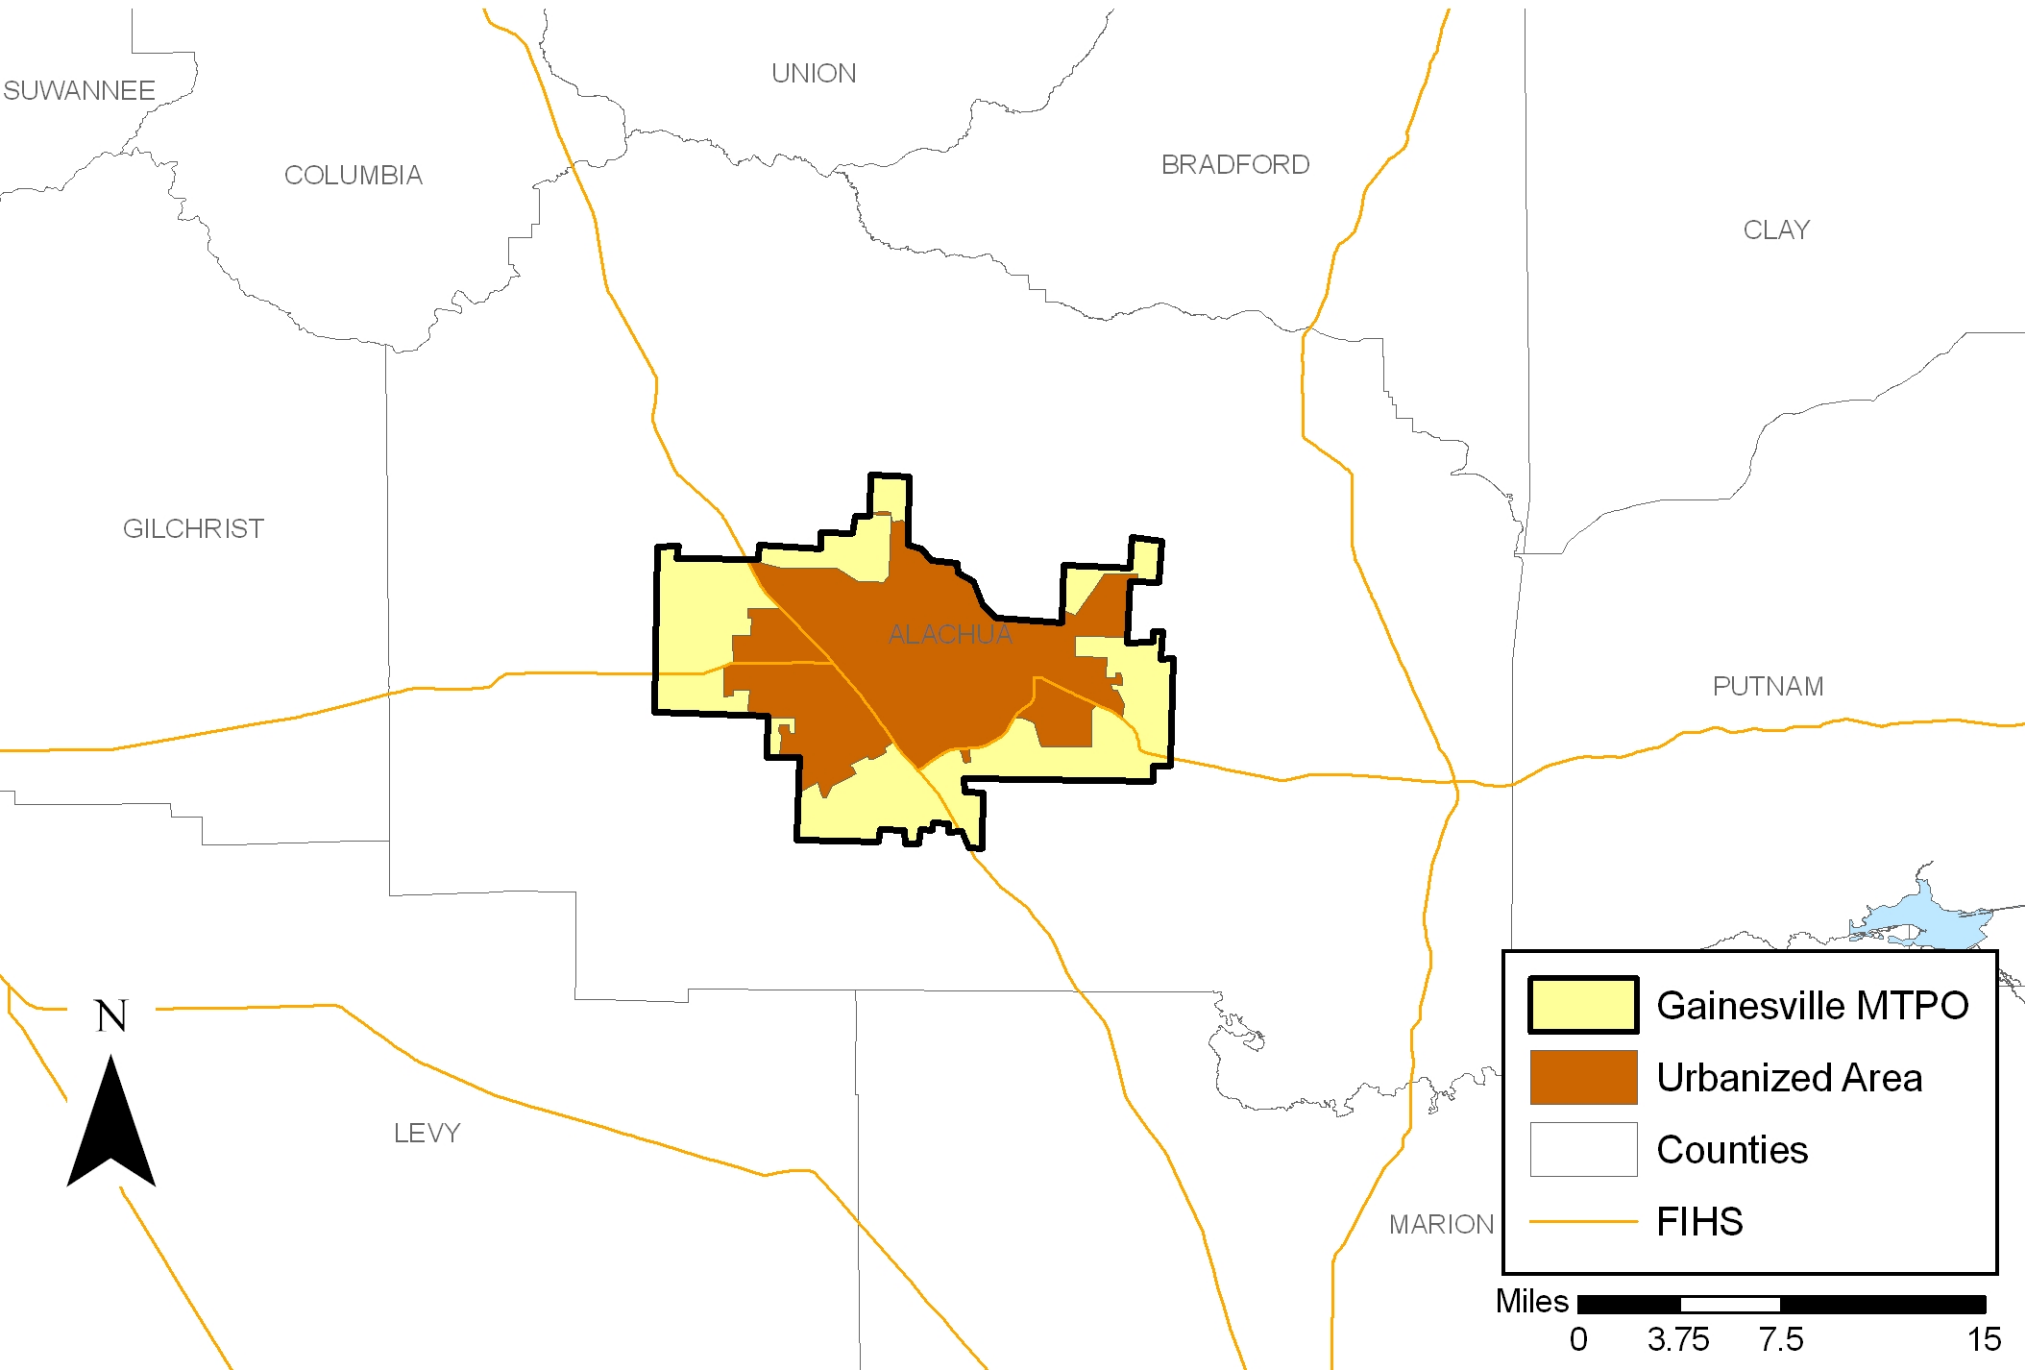 UNION
SUWANNEE
BRADFORD
COLUMBIA
CLAY
GILCHRIST
ALACHUA
PUTNAM
N
LEVY
MARION
Gainesville MTPO
Urbanized Area
Counties
FIHS
Miles
0 3.75 7.5 15